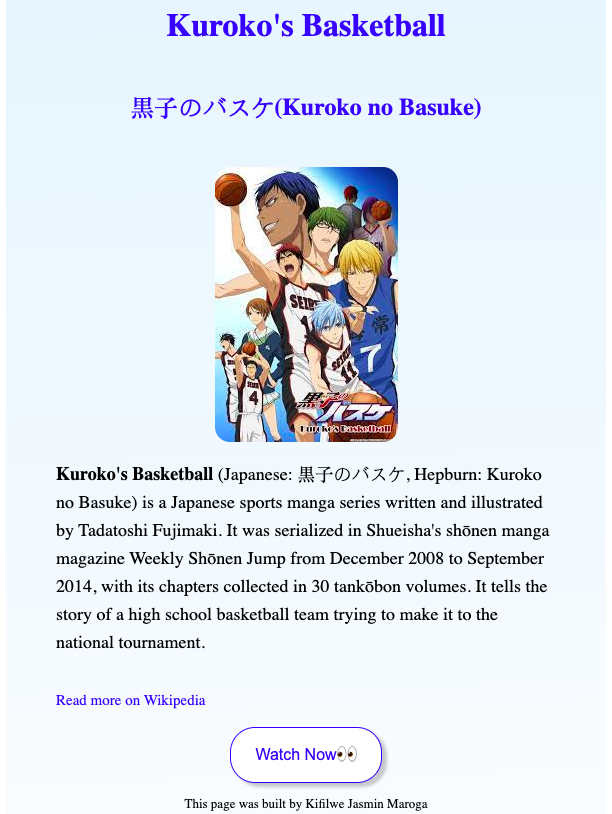 Kuroko's Basketball
黒子のバスケ(Kuroko no Basuke)
SEIRIN
常
7
SEIRIN
11
4
黒子の
バスケ
Kuroko's Basketball
Kuroko's Basketball (Japanese: 黒子のバスケ, Hepburn: Kuroko
no Basuke) is a Japanese sports manga series written and illustrated
by Tadatoshi Fujimaki. It was serialized in Shueisha's shōnen manga
magazine Weekly Shōnen Jump from December 2008 to September
2014, with its chapters collected in 30 tankōbon volumes. It tells the
story of a high school basketball team trying to make it to the
national tournament.
Read more on Wikipedia
Watch Now👀
This page was built by Kifilwe Jasmin Maroga